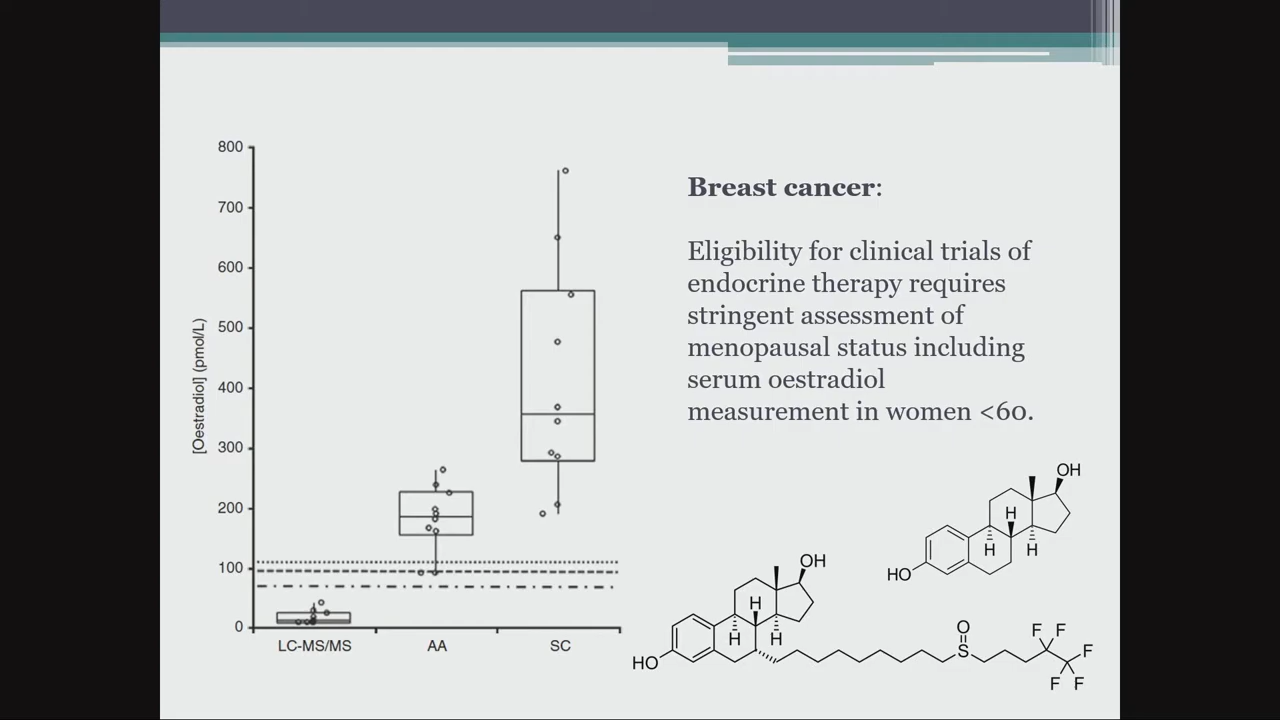 800
700
600
500
400
300
200
100
0
[Oestradiol] (pmol/L)
LC-MS/MS
AA
SC
Breast cancer:
Eligibility for clinical trials of
endocrine therapy requires
stringent assessment of
menopausal status including
serum oestradiol
measurement in women <60.
OH
H
H
H
HO
OH
H
H
H
HO
O
S
F
F
F
F
F